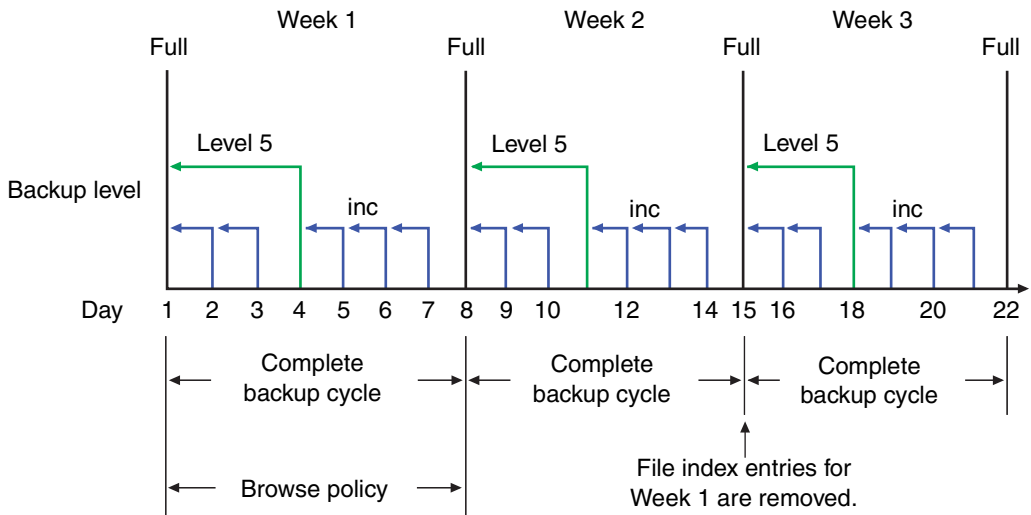 Week 1 Week 2 Week 3
Full Full Full Full
Level 5 Level 5 Level 5
Backup level
inc inc inc
Day 1 2 3 4 5 6 7 8 9 10 12 14 15 16 18 20 22
Complete Complete Complete
backup cycle backup cycle backup cycle
Browse policy
File index entries for
Week 1 are removed.